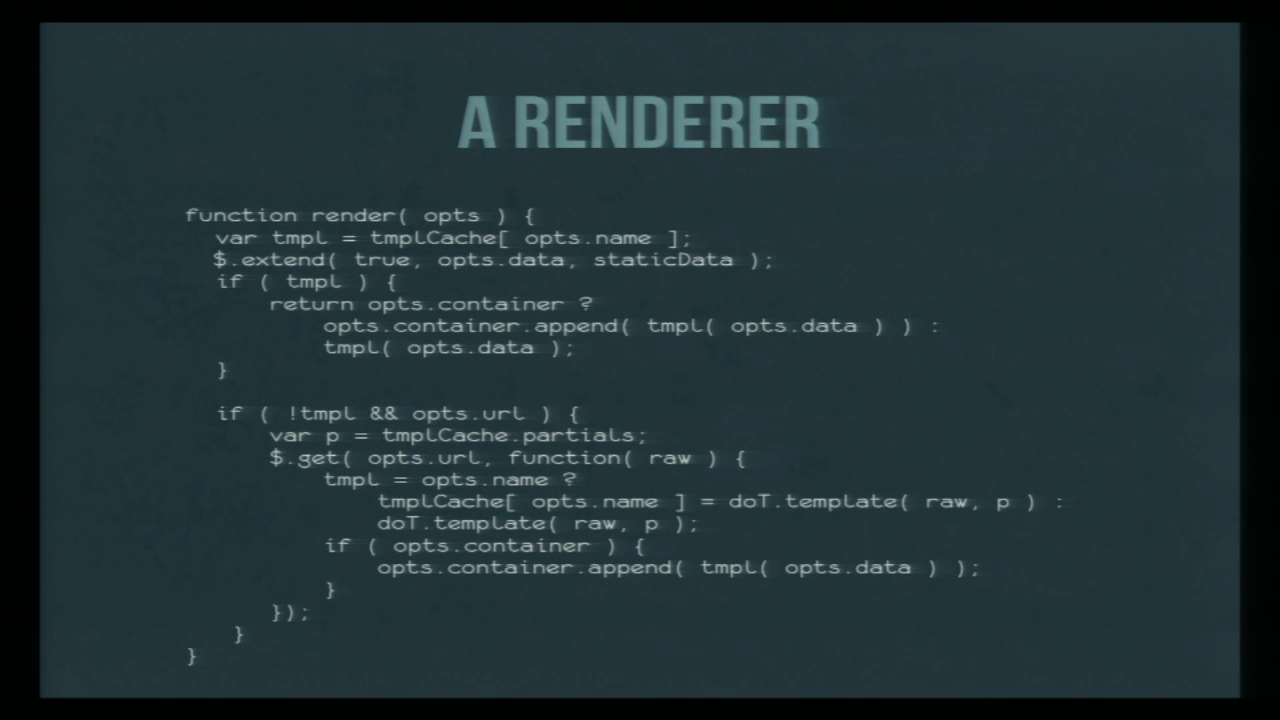 A RENDERER
function render( opts ) {
var tmpl = tmplCache[ opts.name ];
$.extend( true, opts.data, staticData );
if ( tmpl ) {
return opts.container ?
opts.container.append( tmpl( opts.data ) ) :
tmpl( opts.data );
}
if ( !tmpl && opts.url ) {
var p = tmplCache.partials;
$.get( opts.url, function( raw ) {
tmpl = opts.name ?
tmplCache[ opts.name ] = doT.template( raw, p ) :
doT.template( raw, p );
if ( opts.container ) {
opts.container.append( tmpl( opts.data ) );
}
});
}
}